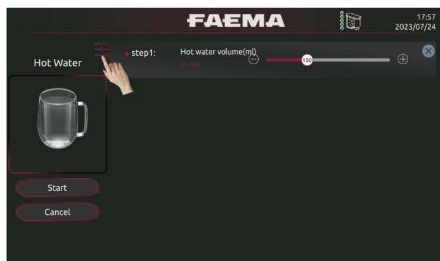 FAEMA
17:57
2023/07/24
Hot Water
step1:
Hot water volume(ml)
150
Start
Cancel